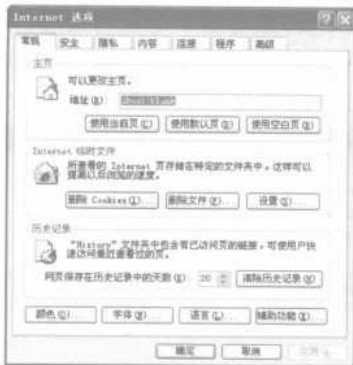 Internet 选项
常规 安全 隐私 内容 连接 程序 高级
主页
可以更改主页。
地址(R): about:blank
使用当前页(C) 使用默认页(D) 使用空白页(B)
Internet 临时文件
所查看的 Internet 页存储在特定的文件夹中,这样可以
提高以后浏览的速度。
删除 Cookies(I)... 删除文件(F)... 设置(S)...
历史记录
"History" 文件夹中包含有已访问页的链接,可使用户快
速访问最近查看过的页。
网页保存在历史记录中的天数(K): 20 清除历史记录(H)
颜色(O)... 字体(N)... 语言(L)... 辅助功能(E)...
确定 取消 应用(A)